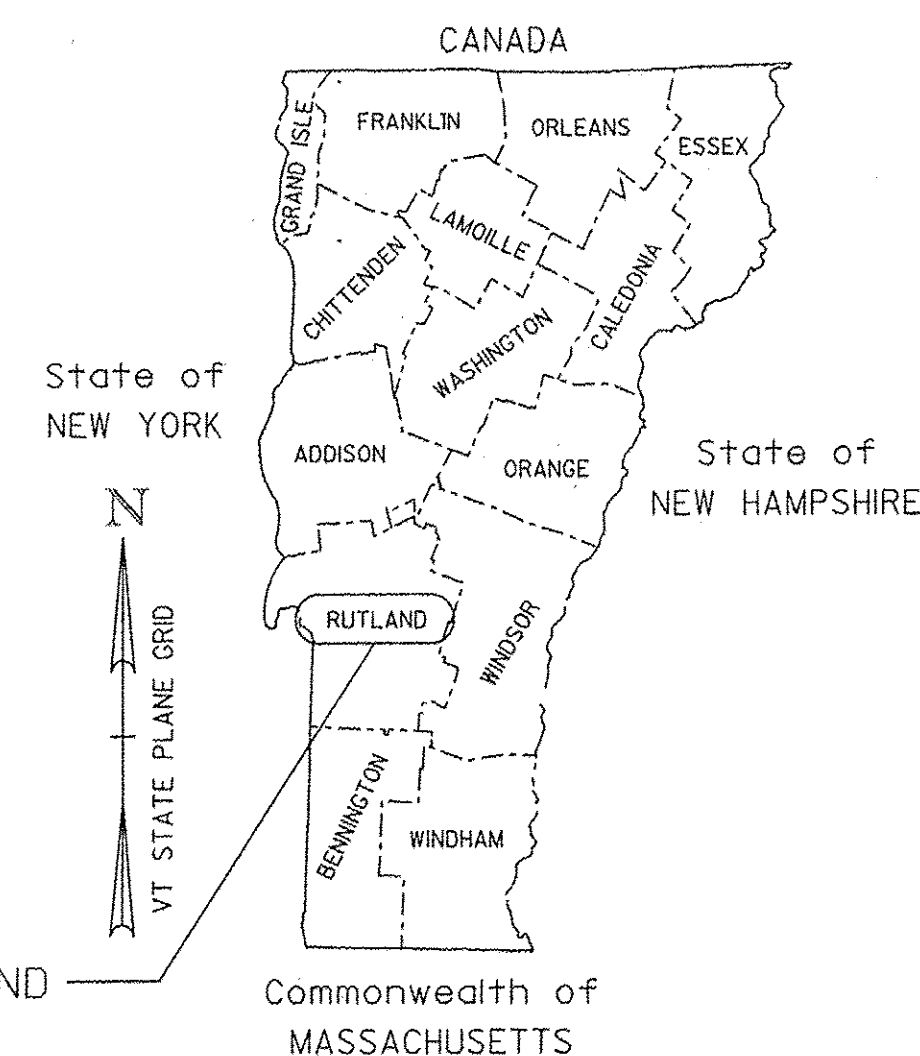 CANADA
FRANKLIN
ORLEANS
ESSEX
GRAND ISLE
LAMOILLE
CHITTENDEN
CALEDONIA
WASHINGTON
State of
NEW YORK
ADDISON
ORANGE
State of
NEW HAMPSHIRE
N
VT STATE PLANE GRID
RUTLAND
WINDSOR
BENNINGTON
WINDHAM
ND
Commonwealth of
MASSACHUSETTS